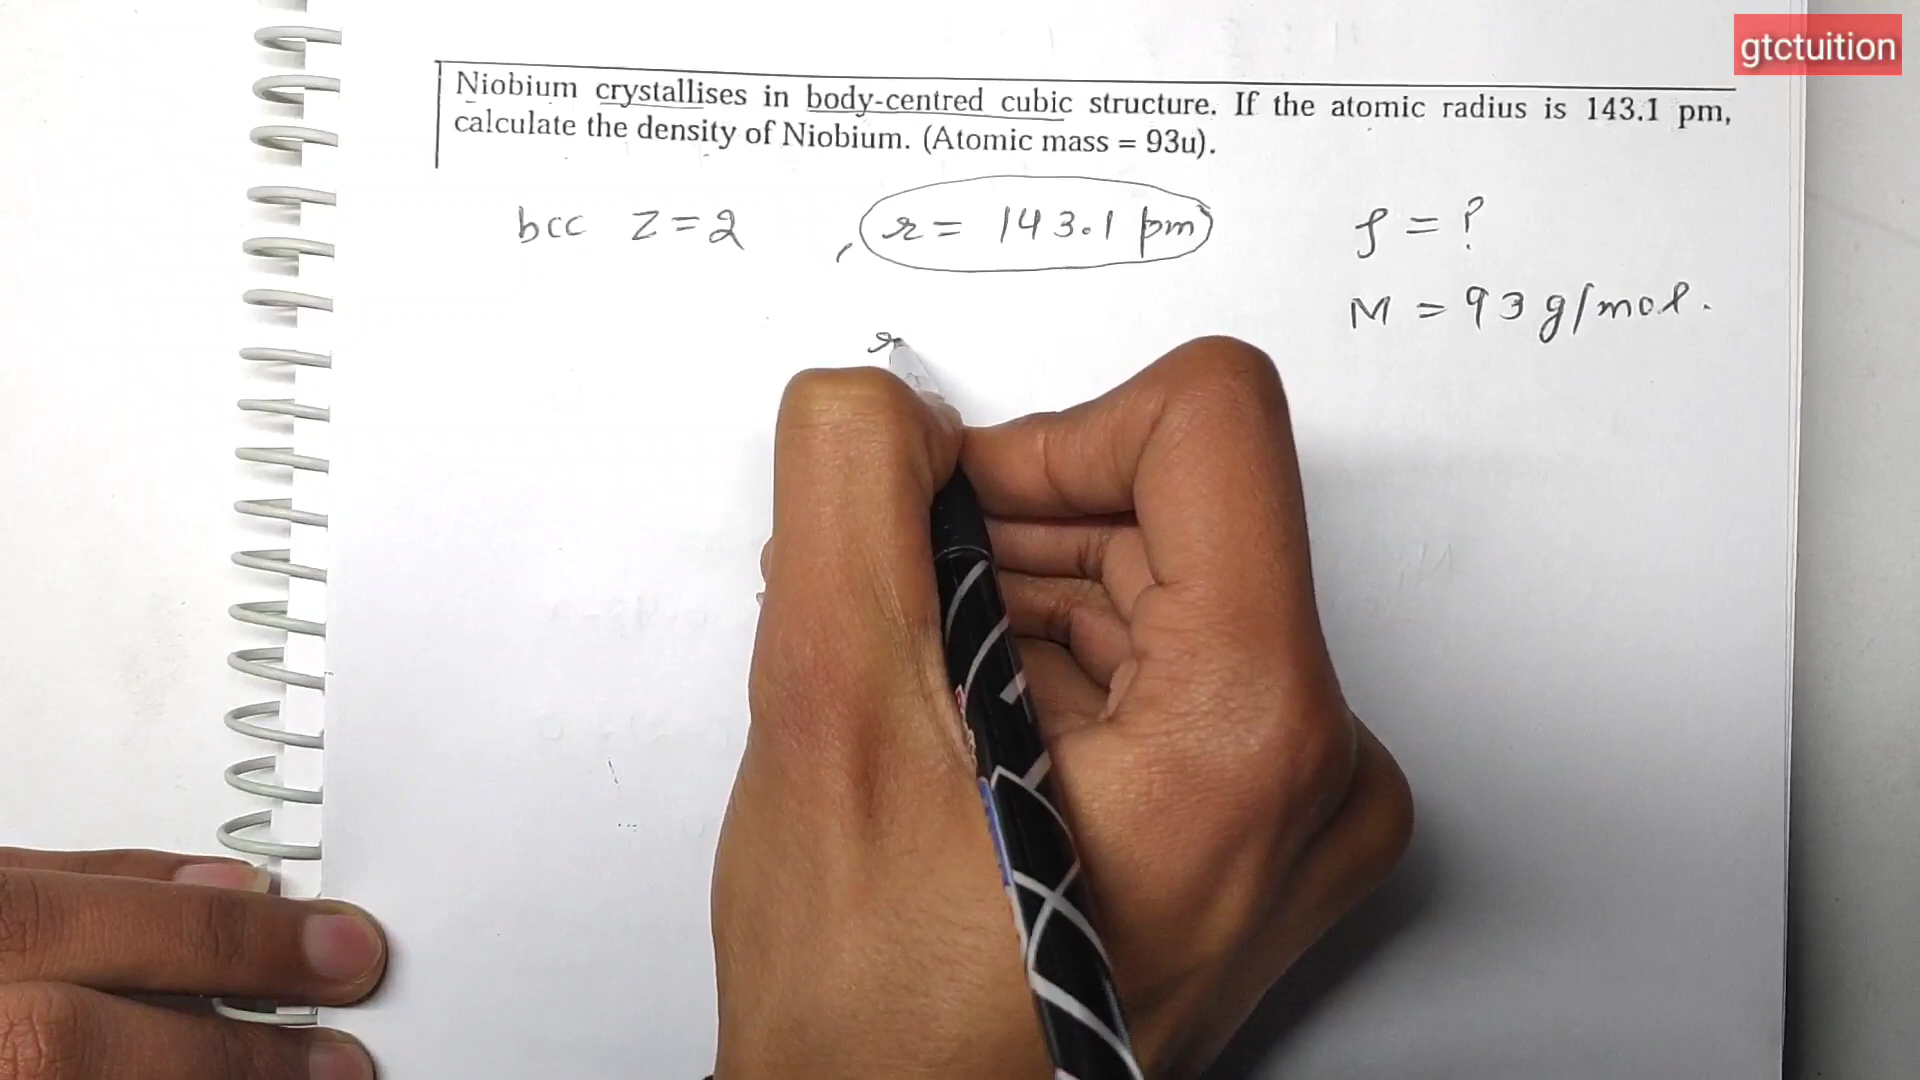 gtctuition
Niobium crystallises in body-centred cubic structure. If the atomic radius is 143.1 pm,
calculate the density of Niobium. (Atomic mass = 93u).
bcc Z = 2 , r = 143.1 pm ρ = ?
M = 93 g/mol.
r